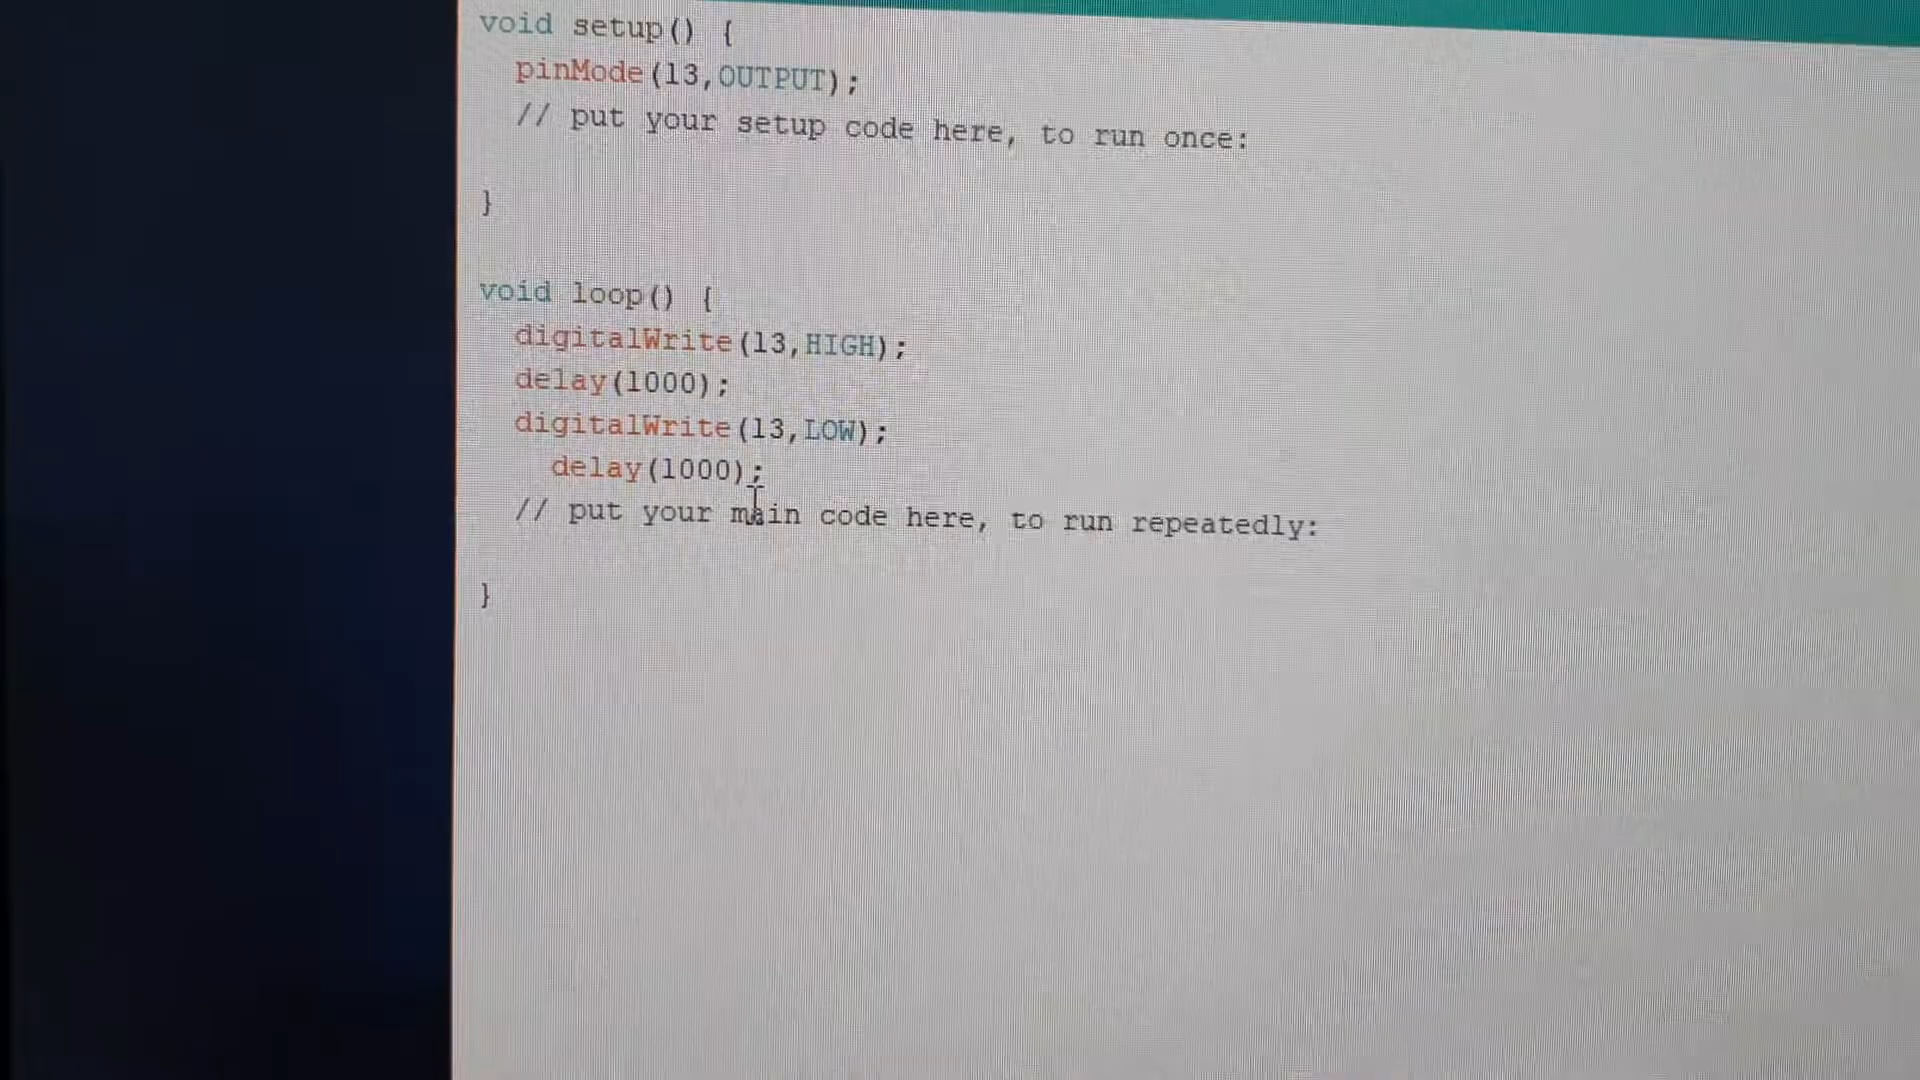 void setup() {
  pinMode(13,OUTPUT);
  // put your setup code here, to run once:
}
void loop() {
  digitalWrite(13,HIGH);
  delay(1000);
  digitalWrite(13,LOW);
    delay(1000);
  // put your main code here, to run repeatedly:
}